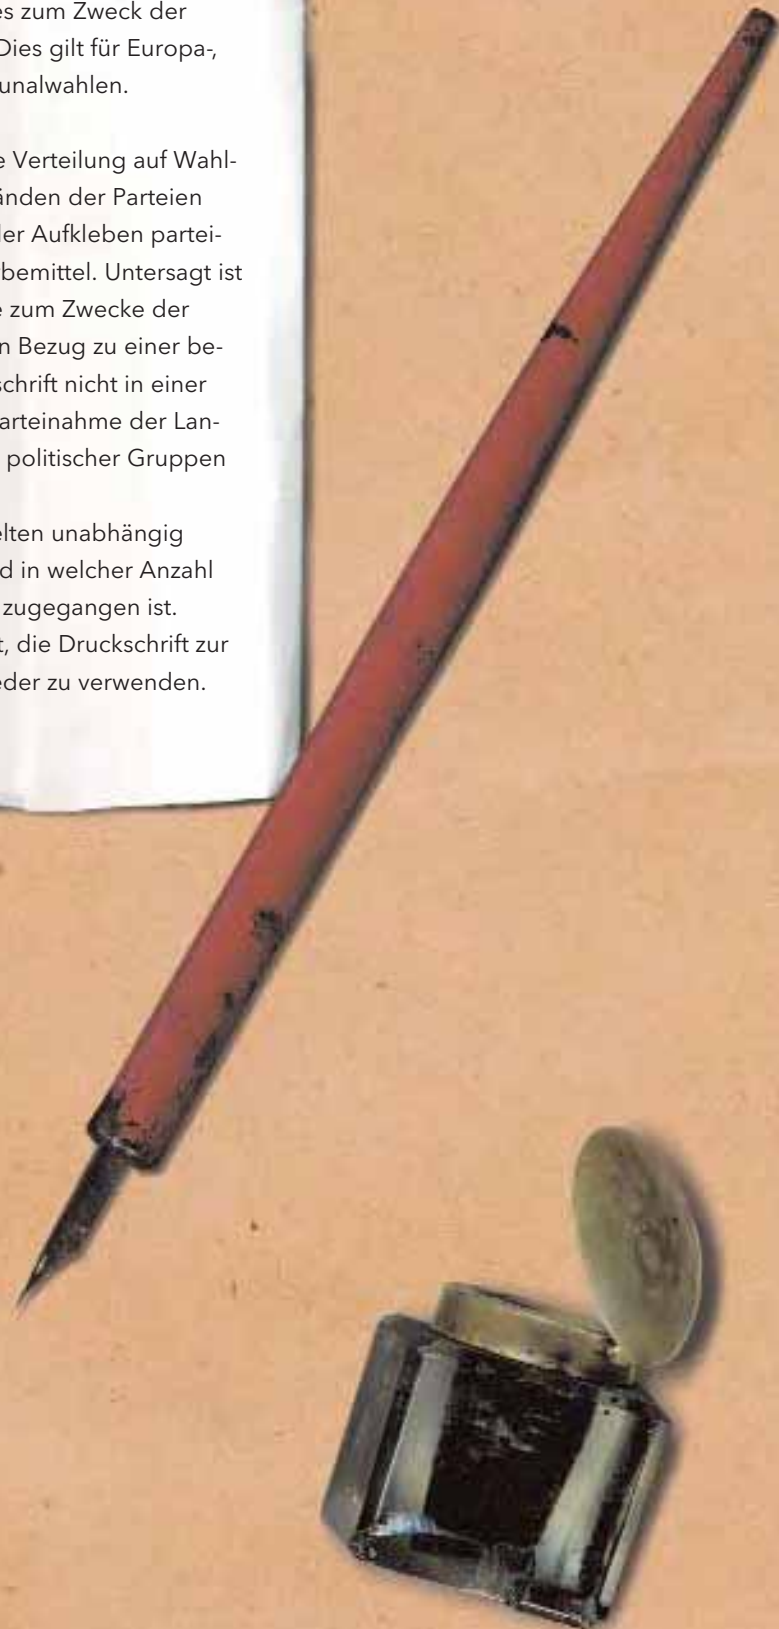 es zum Zweck der
Dies gilt für Europa-,
unalwahlen.
e Verteilung auf Wahl-
änden der Parteien
der Aufkleben partei-
bemittel. Untersagt ist
e zum Zwecke der
n Bezug zu einer be-
schrift nicht in einer
arteinahme der Lan-
politischer Gruppen
elten unabhängig
d in welcher Anzahl
zugegangen ist.
t, die Druckschrift zur
eder zu verwenden.